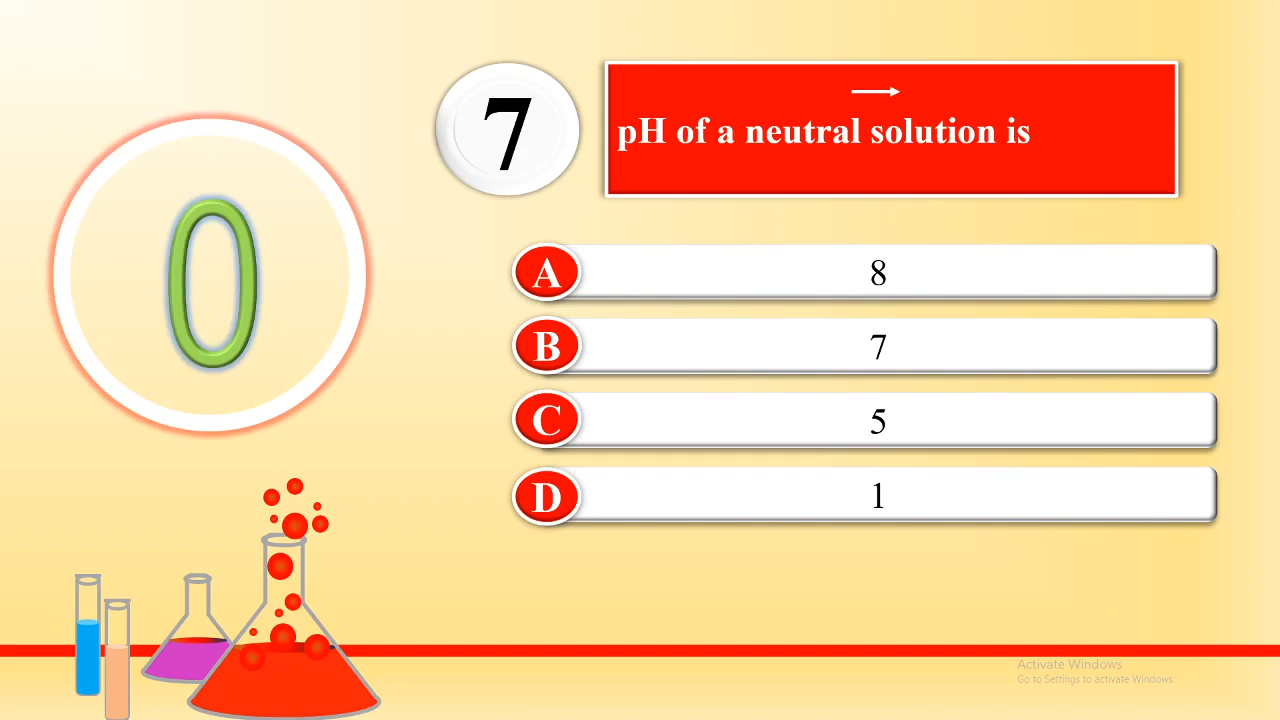 0
7
pH of a neutral solution is
A
8
B
7
C
5
D
1
Activate Windows
Go to Settings to activate Windows.